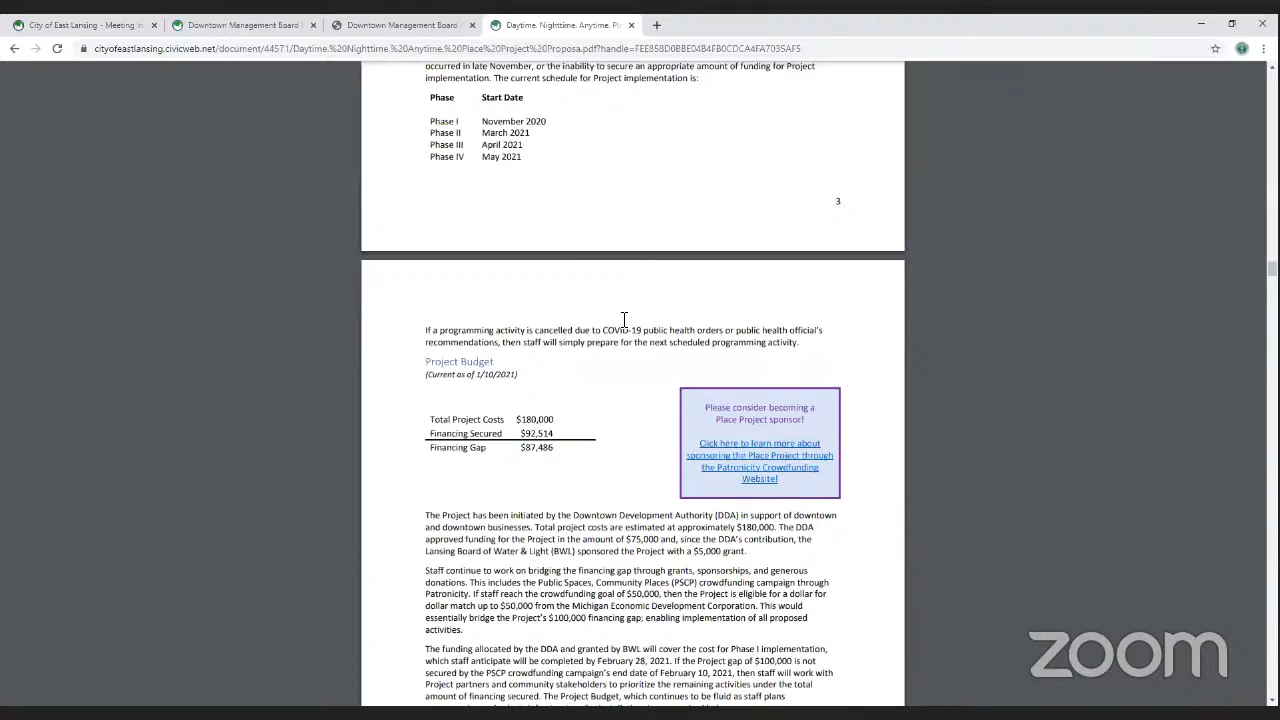 City of East Lansing - Meeting In
Downtown Management Board
Downtown Management Board
Daytime. Nighttime. Anytime. Pla
cityofeastlansing.civicweb.net/document/44571/Daytime.%20Nighttime.%20Anytime.%20Place%20Project%20Proposa.pdf?handle=FEE858D0BBE04B4FB0CDCA4FA7035AF5
occurred in late November, or the inability to secure an appropriate amount of funding for Project
implementation. The current schedule for Project implementation is:
Phase Start Date
Phase I November 2020
Phase II March 2021
Phase III April 2021
Phase IV May 2021
3
If a programming activity is cancelled due to COVID-19 public health orders or public health official's
recommendations, then staff will simply prepare for the next scheduled programming activity.
Project Budget
(Current as of 1/10/2021)
Total Project Costs $180,000
Financing Secured $92,514
Financing Gap $87,486
Please consider becoming a
Place Project sponsor!
Click here to learn more about
sponsoring the Place Project through
the Patronicity Crowdfunding
Website!
The Project has been initiated by the Downtown Development Authority (DDA) in support of downtown
and downtown businesses. Total project costs are estimated at approximately $180,000. The DDA
approved funding for the Project in the amount of $75,000 and, since the DDA's contribution, the
Lansing Board of Water & Light (BWL) sponsored the Project with a $5,000 grant.
Staff continue to work on bridging the financing gap through grants, sponsorships, and generous
donations. This includes the Public Spaces, Community Places (PSCP) crowdfunding campaign through
Patronicity. If staff reach the crowdfunding goal of $50,000, then the Project is eligible for a dollar for
dollar match up to $50,000 from the Michigan Economic Development Corporation. This would
essentially bridge the Project's $100,000 financing gap; enabling implementation of all proposed
activities.
The funding allocated by the DDA and granted by BWL will cover the cost for Phase I Implementation,
which staff anticipate will be completed by February 28, 2021. If the Project gap of $100,000 is not
secured by the PSCP crowdfunding campaign's end date of February 10, 2021, then staff will work with
Project partners and community stakeholders to prioritize the remaining activities under the total
amount of financing secured. The Project Budget, which continues to be fluid as staff plans
zoom